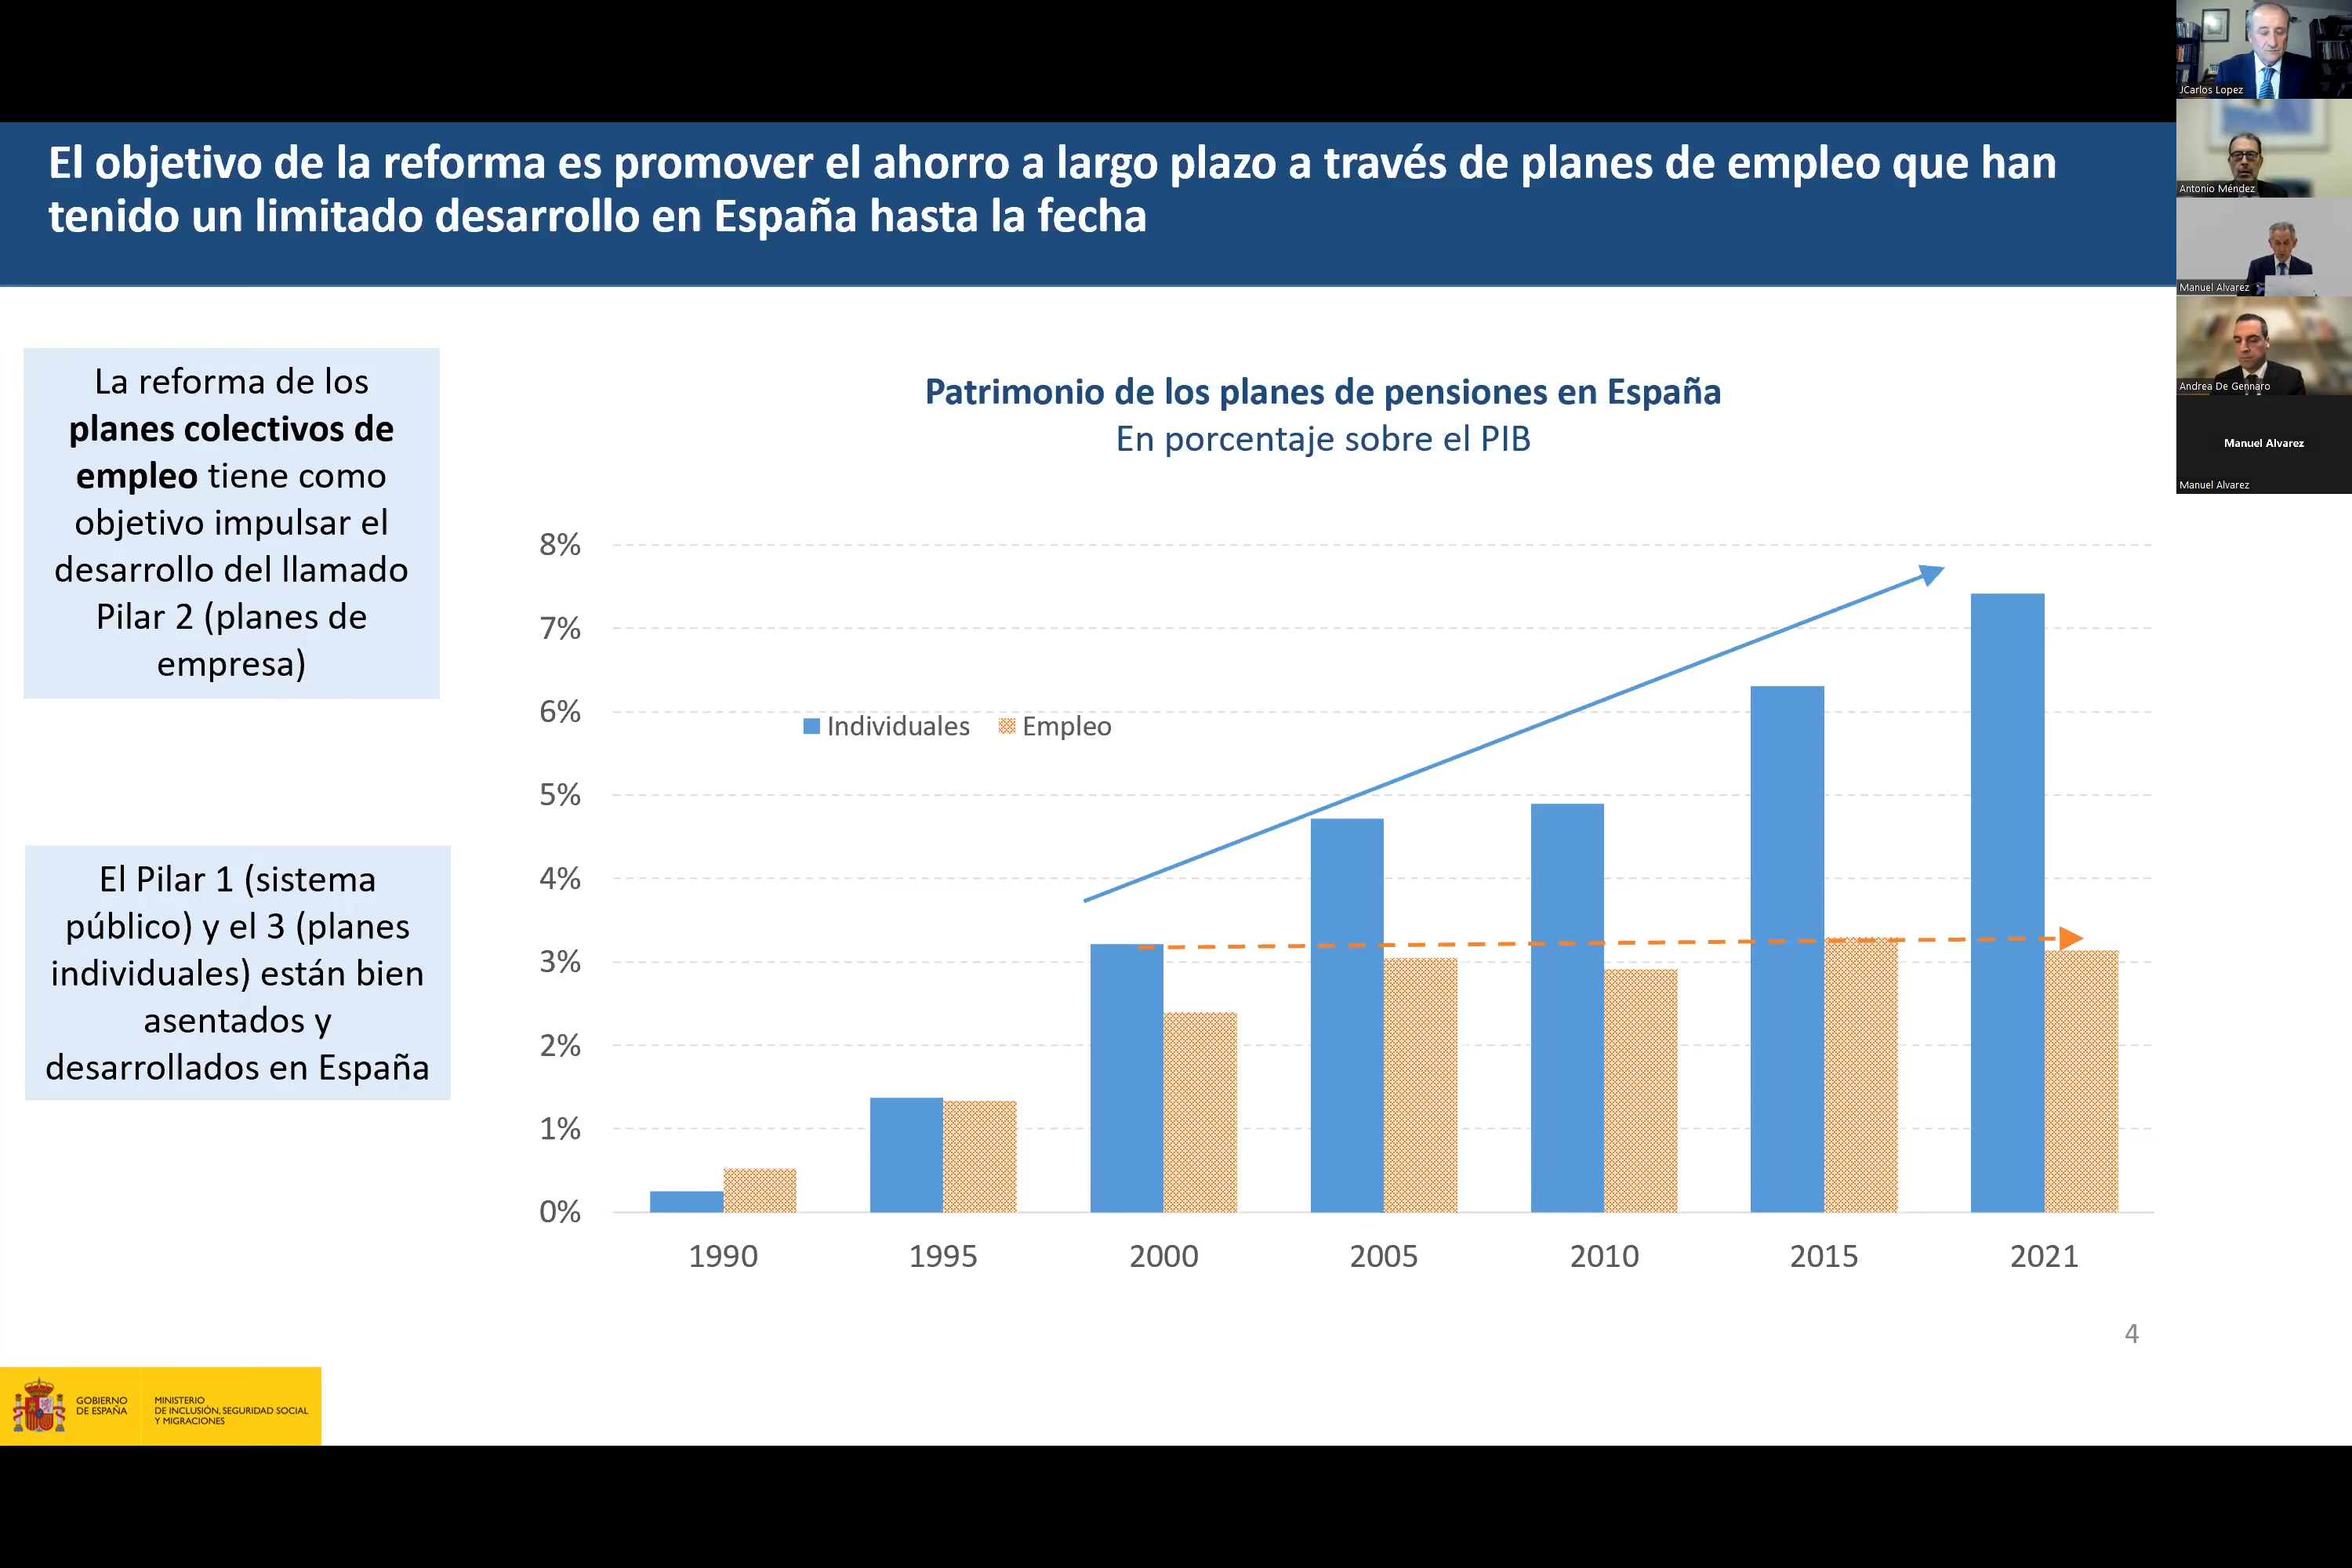 El objetivo de la reforma es promover el ahorro a largo plazo a través de planes de empleo que han
tenido un limitado desarrollo en España hasta la fecha
La reforma de los
planes colectivos de
empleo tiene como
objetivo impulsar el
desarrollo del llamado
Pilar 2 (planes de
empresa)
El Pilar 1 (sistema
público) y el 3 (planes
individuales) están bien
asentados y
desarrollados en España
Patrimonio de los planes de pensiones en España
En porcentaje sobre el PIB
8%
7%
6%
5%
4%
3%
2%
1%
0%
Individuales Empleo
1990 1995 2000 2005 2010 2015 2021
4
GOBIERNO
DE ESPAÑA
MINISTERIO
DE INCLUSIÓN, SEGURIDAD SOCIAL
Y MIGRACIONES
JCarlos Lopez
Antonio Méndez
Manuel Alvarez
Andrea De Gennaro
Manuel Alvarez
Manuel Alvarez